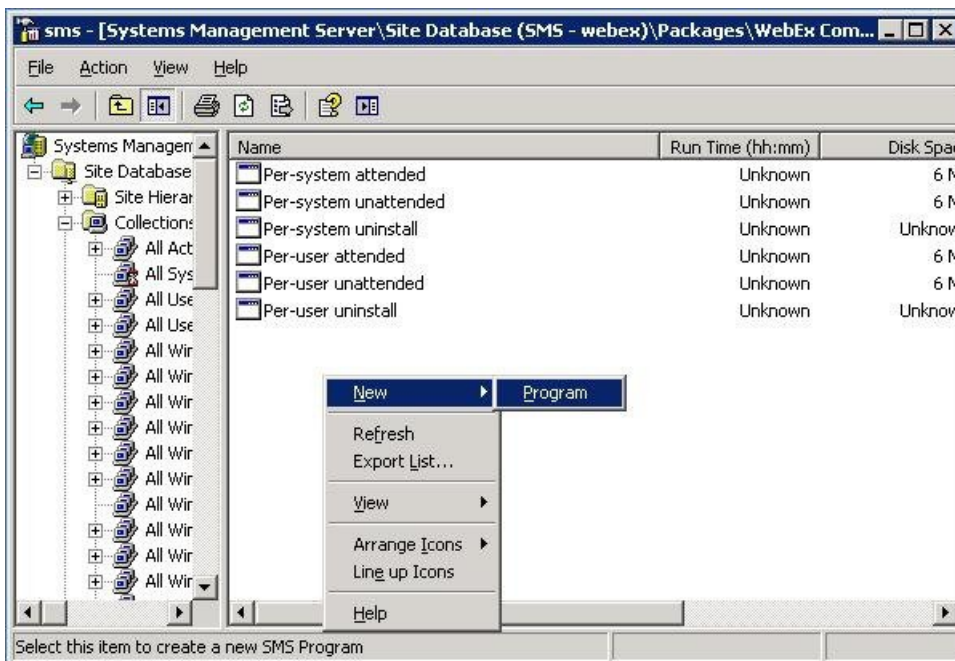 sms - [Systems Management Server\Site Database (SMS - webex)\Packages\WebEx Com...
File Action View Help
Systems Managem
Site Database
Site Hierar
Collections
All Act
All Sys
All Use
All Use
All Wir
All Wir
All Wir
All Wir
All Wir
All Wir
All Wir
All Wir
All Wir
All Wir
Name Run Time (hh:mm) Disk Spa
Per-system attended Unknown 6 M
Per-system unattended Unknown 6 M
Per-system uninstall Unknown Unknow
Per-user attended Unknown 6 M
Per-user unattended Unknown 6 M
Per-user uninstall Unknown Unknow
New Program
Refresh
Export List...
View
Arrange Icons
Line up Icons
Help
Select this item to create a new SMS Program